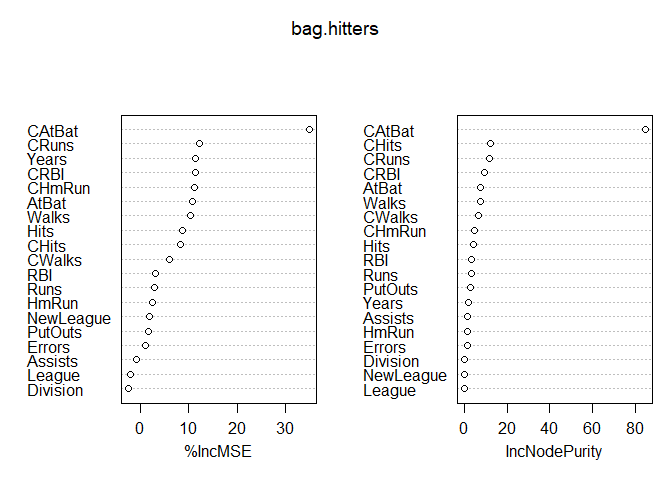 bag.hitters
CAtBat
CRuns
Years
CRBI
CHmRun
AtBat
Walks
Hits
CHits
CWalks
RBI
Runs
HmRun
NewLeague
PutOuts
Errors
Assists
League
Division
0 10 20 30
%IncMSE
CAtBat
CHits
CRuns
CRBI
AtBat
Walks
CWalks
CHmRun
Hits
RBI
Runs
PutOuts
Years
Assists
HmRun
Errors
Division
NewLeague
League
0 20 40 60 80
IncNodePurity